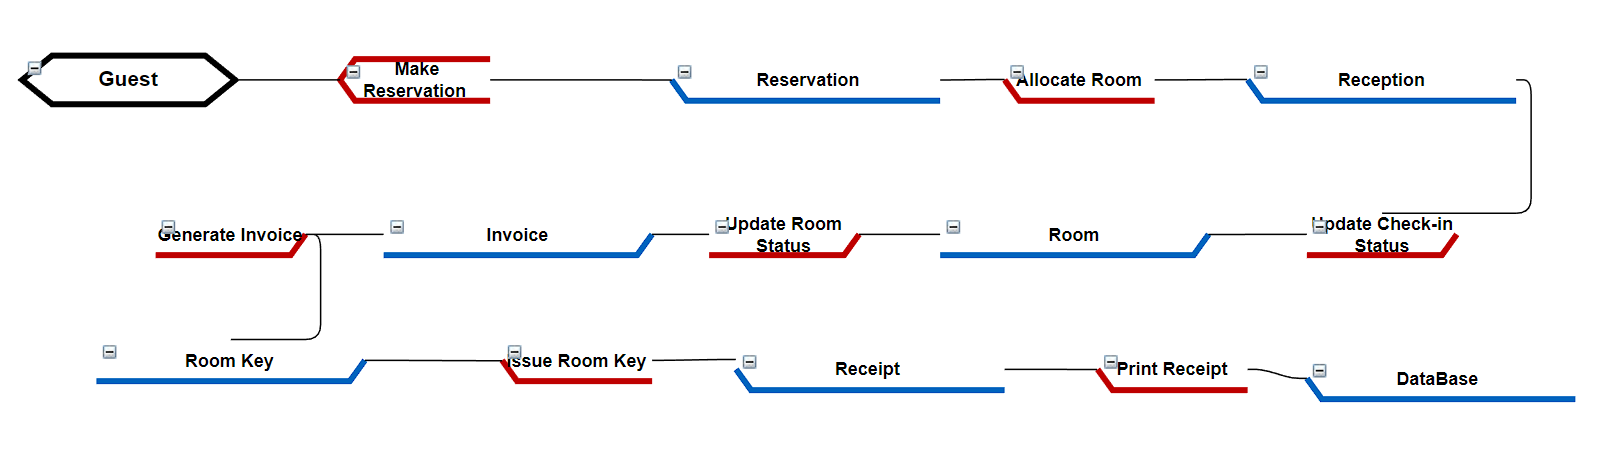 Guest
Make
Reservation
Reservation
Allocate Room
Reception
Generate Invoice
Invoice
Update Room
Status
Room
Update Check-in
Status
Room Key
Issue Room Key
Receipt
Print Receipt
DataBase